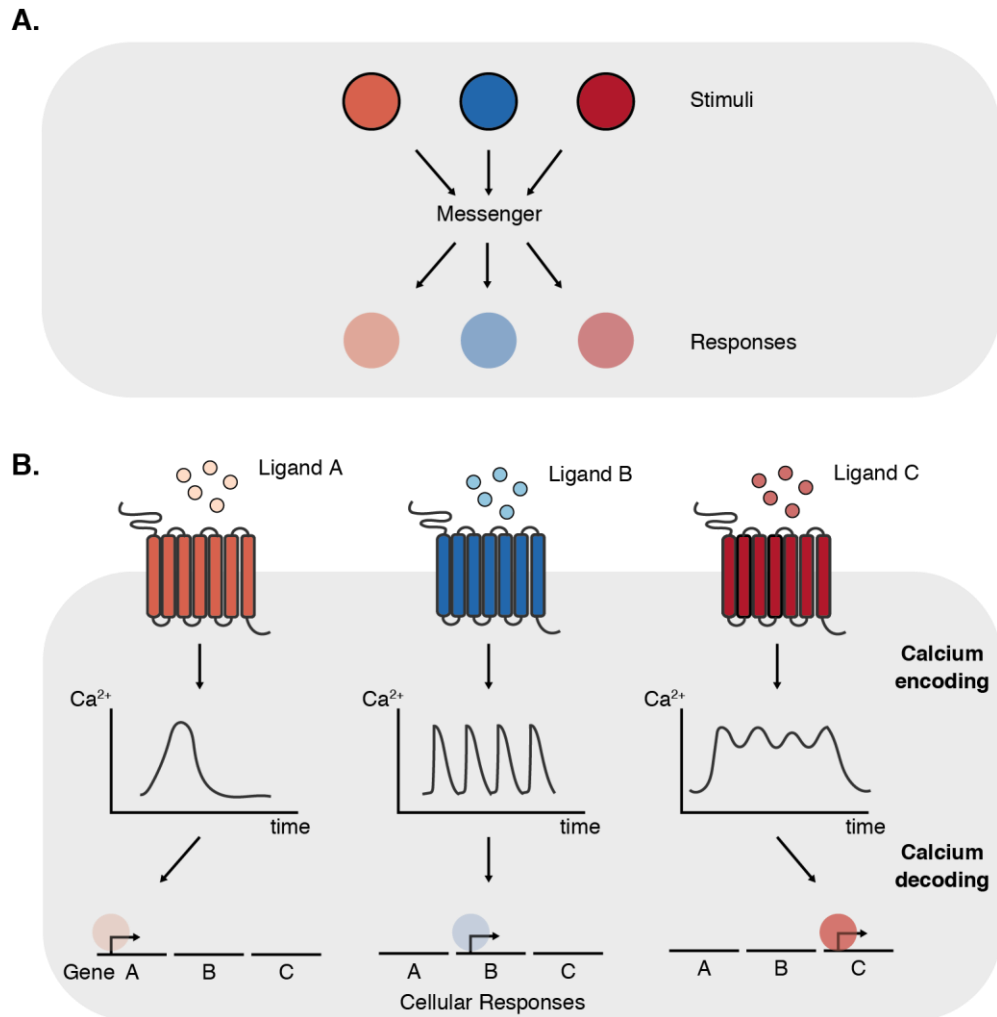 A.
Stimuli
Messenger
Responses
B.
Ligand A
Ligand B
Ligand C
Calcium
encoding
Ca²⁺
Ca²⁺
Ca²⁺
time
time
time
Calcium
decoding
Gene A B C
A B C
A B C
Cellular Responses